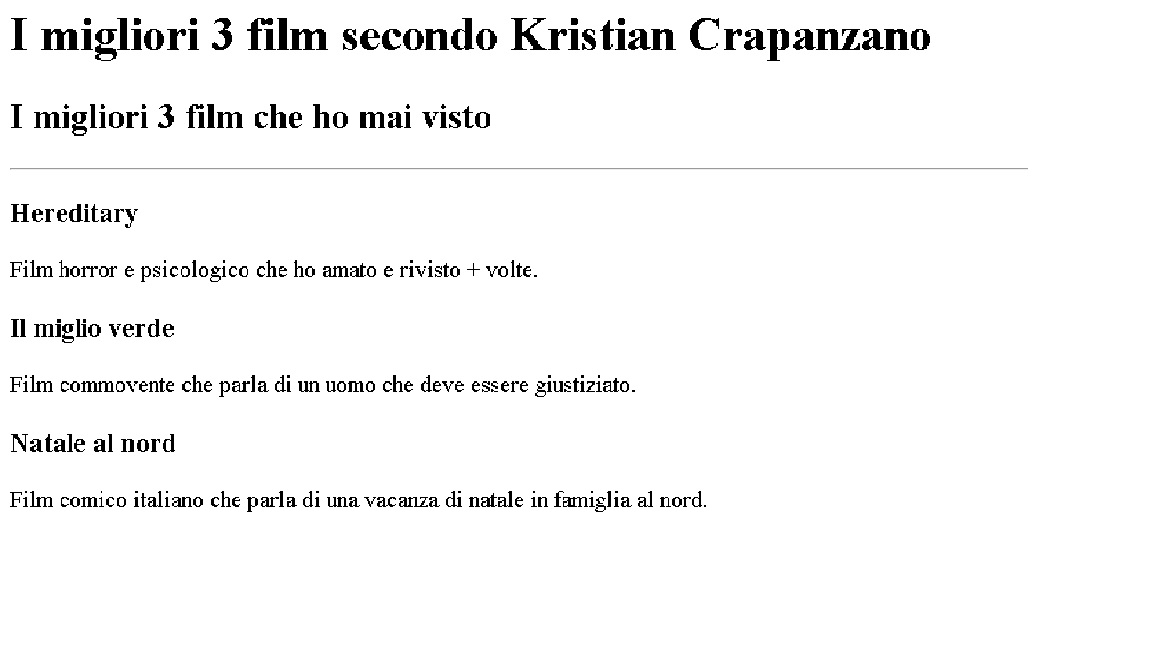 I migliori 3 film secondo Kristian Crapanzano
I migliori 3 film che ho mai visto
Hereditary
Film horror e psicologico che ho amato e rivisto + volte.
Il miglio verde
Film commovente che parla di un uomo che deve essere giustiziato.
Natale al nord
Film comico italiano che parla di una vacanza di natale in famiglia al nord.